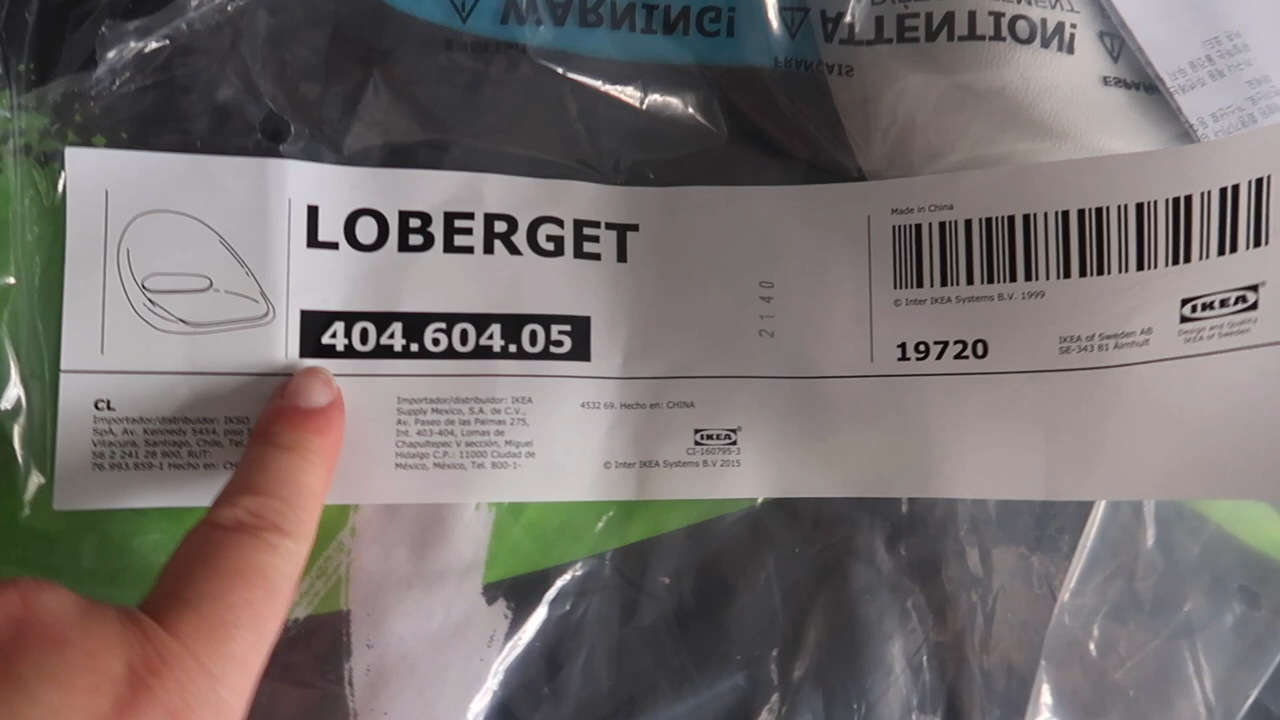 WARNING!
ATTENTION!
ENGLISH
FRANÇAIS
LOBERGET
404.604.05
2140
Made in China
© Inter IKEA Systems B.V. 1999
19720
IKEA of Sweden AB
SE-343 81 Älmhult
IKEA
Design and Quality
IKEA of Sweden
CL
Importador/distribuidor: IKSO
SpA, Av. Kennedy 5454, piso
Vitacura, Santiago, Chile, Tel.
56 2 241 28 900, RUT:
76.993.859-1 Hecho en:
Importador/distribuidor: IKEA
Supply Mexico, S.A. de C.V.,
Av. Paseo de las Palmas 275,
Int. 403-404, Lomas de
Chapultepec V sección, Miguel
Hidalgo C.P.: 11000 Ciudad de
México, México, Tel. 800-1-
4532 69. Hecho en: CHINA
IKEA
CI-160795-3
© Inter IKEA Systems B.V 2015